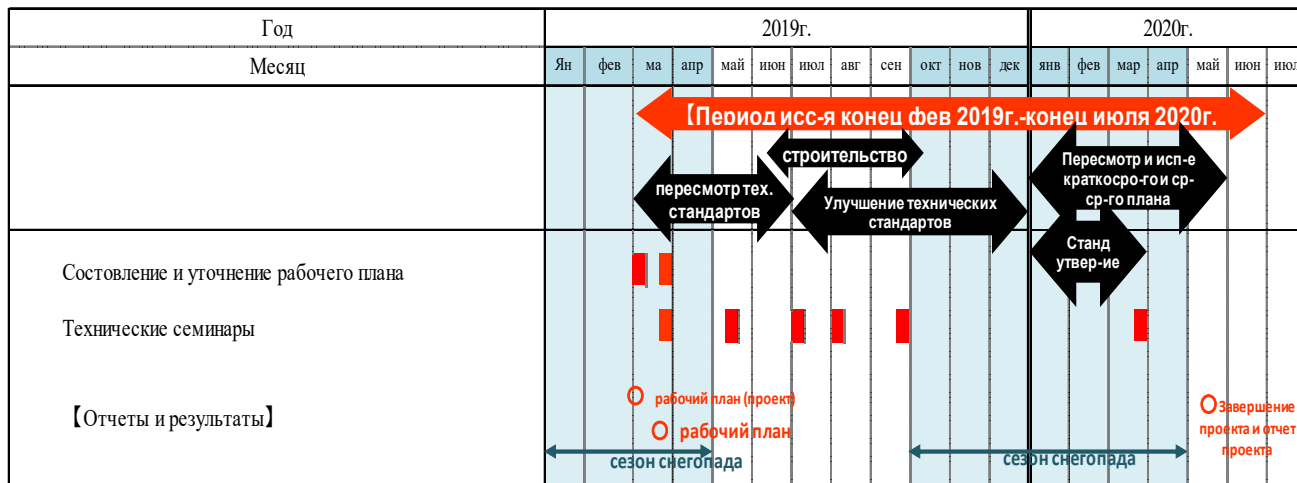 Год 2019г. 2020г.
Месяц Ян фев ма апр май июн июл авг сен окт нов дек янв фев мар апр май июн июл
【Период исс-я конец фев 2019г.-конец июля 2020г.
строительство
пересмотр тех.
стандартов
Улучшение технических
стандартов
Пересмотр и исп-е
краткосро-го и ср-
ср-го плана
Станд
утвер-ие
Состовление и уточнение рабочего плана
Технические семинары
【Отчеты и результаты】
рабочий план (проект)
рабочий план
Завершение
проекта и отчет
проекта
сезон снегопада
сезон снегопада